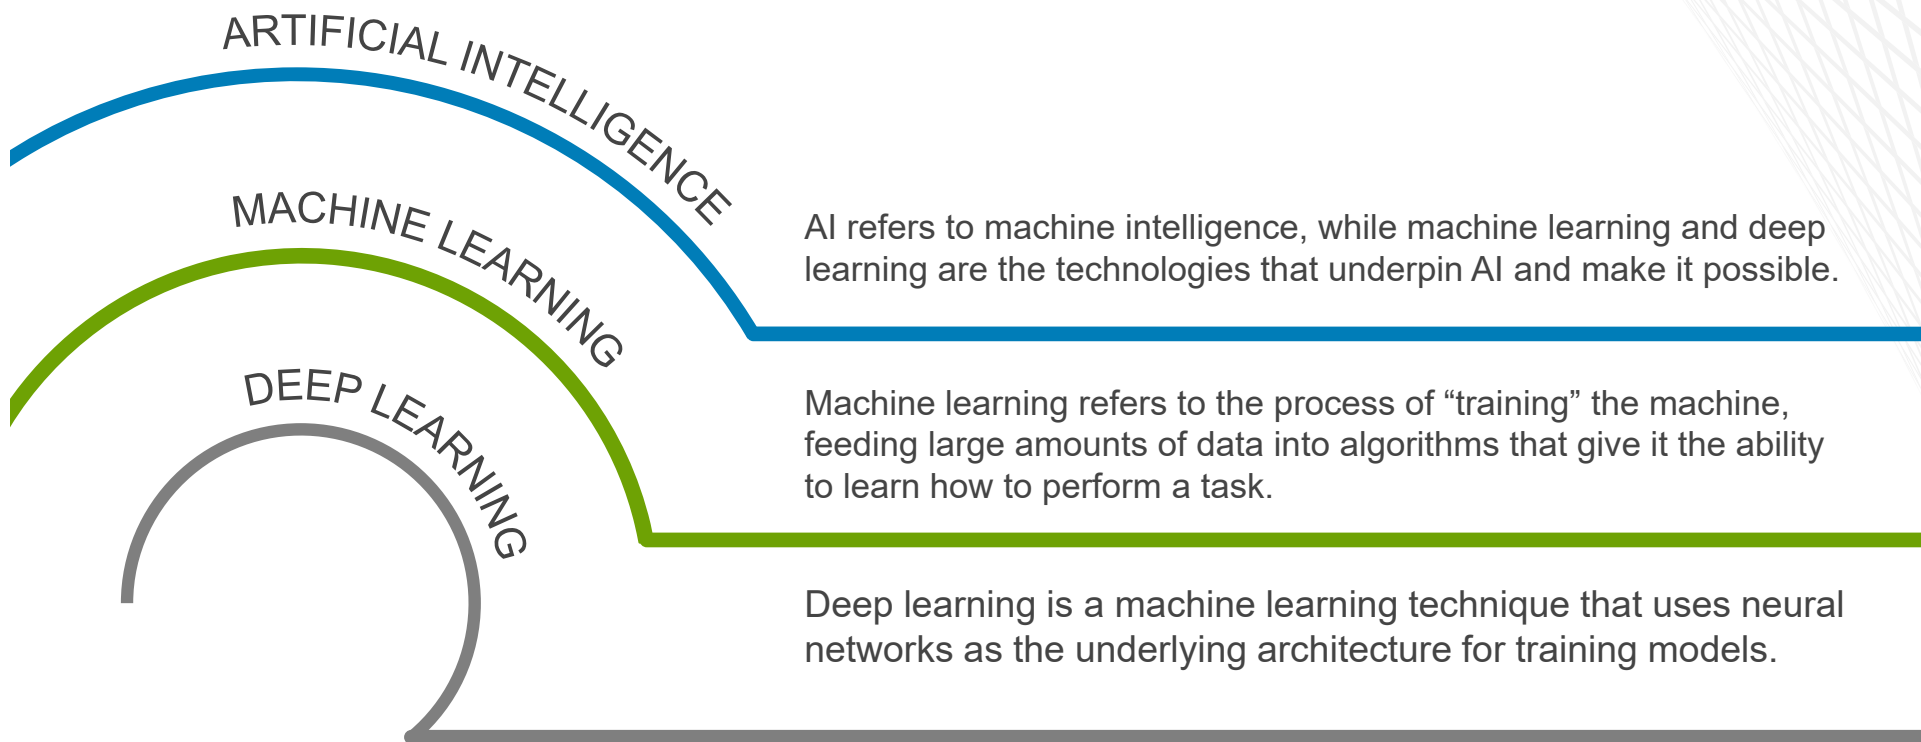 ARTIFICIAL INTELLIGENCE
AI refers to machine intelligence, while machine learning and deep
learning are the technologies that underpin AI and make it possible.
MACHINE LEARNING
Machine learning refers to the process of “training” the machine,
feeding large amounts of data into algorithms that give it the ability
to learn how to perform a task.
DEEP LEARNING
Deep learning is a machine learning technique that uses neural
networks as the underlying architecture for training models.